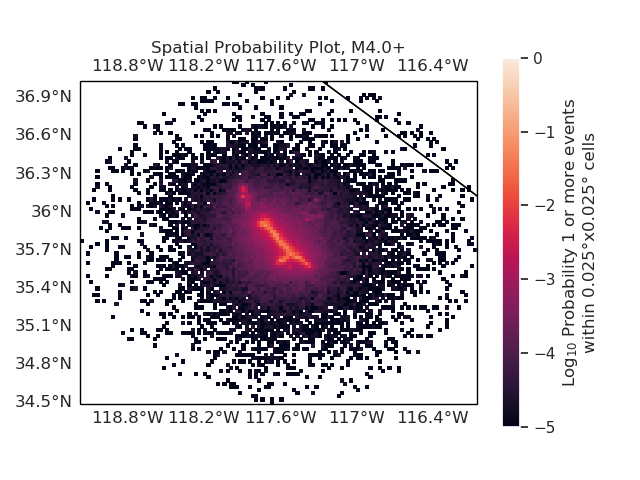 Spatial Probability Plot, M4.0+
118.8°W 118.2°W 117.6°W 117°W 116.4°W
36.9°N
36.6°N
36.3°N
36°N
35.7°N
35.4°N
35.1°N
34.8°N
34.5°N
118.8°W 118.2°W 117.6°W 117°W 116.4°W
0
−1
−2
−3
−4
−5
Log₁₀ Probability 1 or more events
within 0.025°x0.025° cells